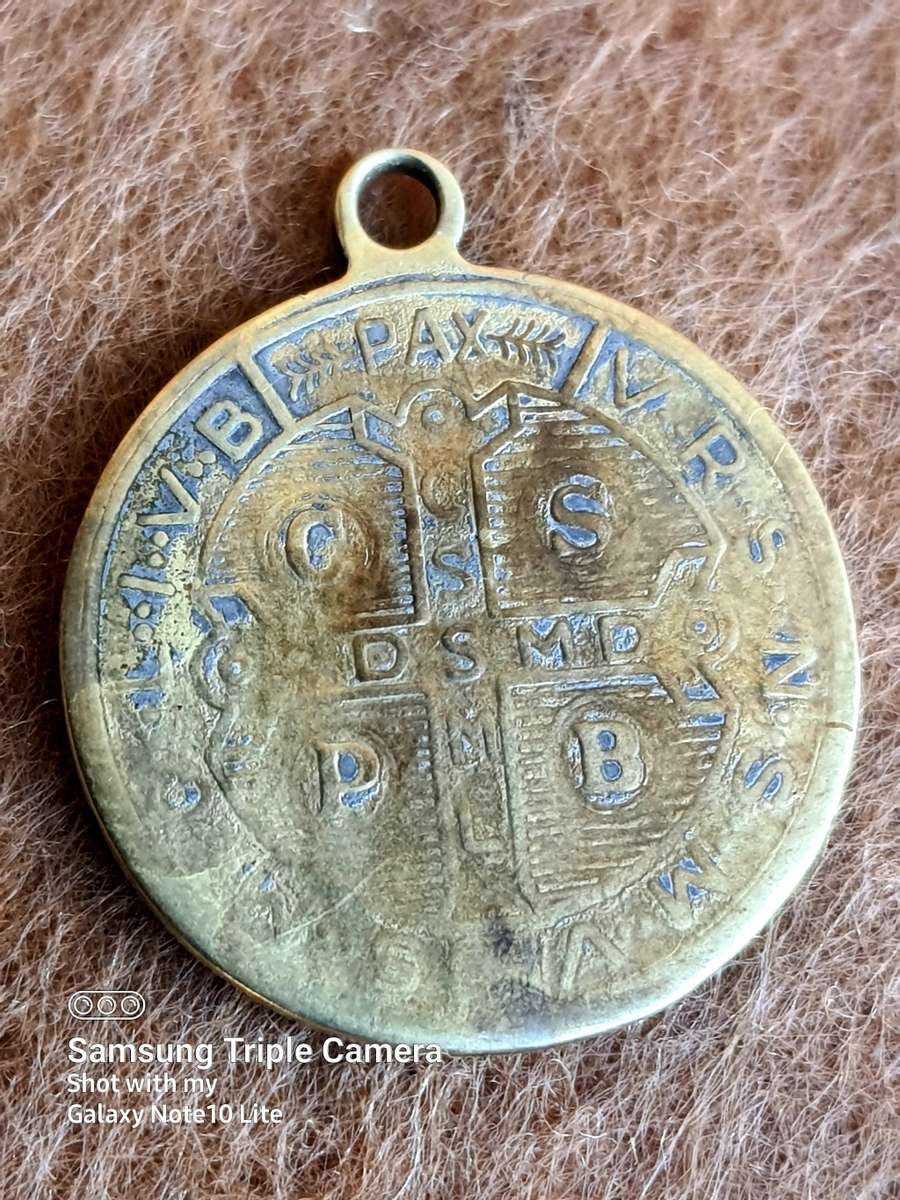 PAX
V R S N S M V
L·I·V·B
C S
C
S
D S M D
M
L
P B
Samsung Triple Camera
Shot with my
Galaxy Note10 Lite